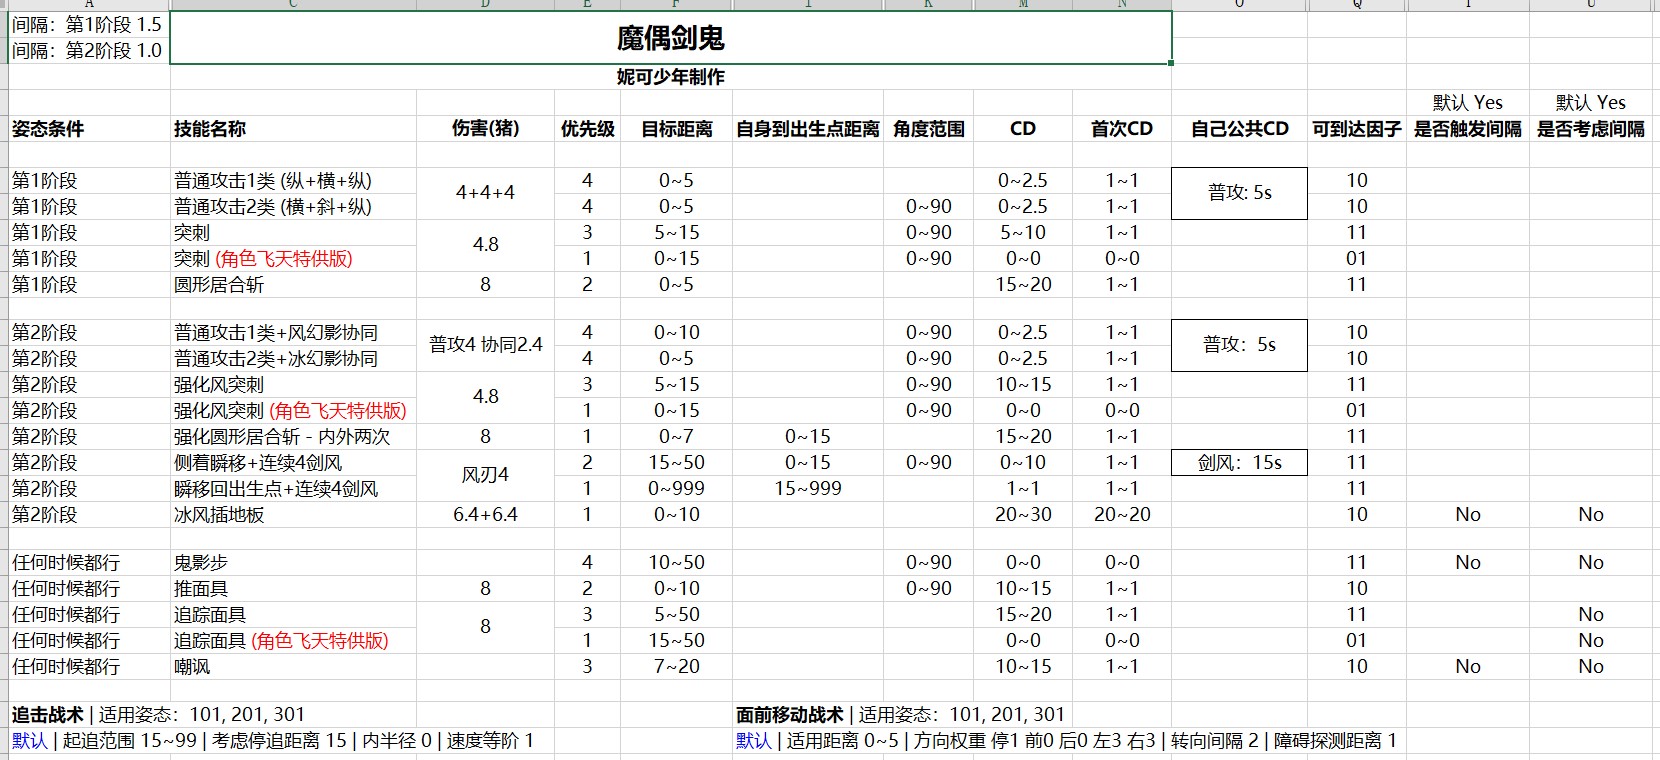 A C D E F I K M N O Q T U
间隔：第1阶段 1.5
魔偶剑鬼
间隔：第2阶段 1.0
妮可少年制作
默认 Yes 默认 Yes
姿态条件 技能名称 伤害(猪) 优先级 目标距离 自身到出生点距离 角度范围 CD 首次CD 自己公共CD 可到达因子 是否触发间隔 是否考虑间隔
第1阶段 普通攻击1类 (纵+横+纵) 4+4+4 4 0~5 0~2.5 1~1 普攻: 5s 10
第1阶段 普通攻击2类 (横+斜+纵) 4 0~5 0~90 0~2.5 1~1 10
第1阶段 突刺 4.8 3 5~15 0~90 5~10 1~1 11
第1阶段 突刺 (角色飞天特供版) 1 0~15 0~90 0~0 0~0 01
第1阶段 圆形居合斩 8 2 0~5 15~20 1~1 11
第2阶段 普通攻击1类+风幻影协同 普攻4 协同2.4 4 0~10 0~90 0~2.5 1~1 普攻：5s 10
第2阶段 普通攻击2类+冰幻影协同 4 0~5 0~90 0~2.5 1~1 10
第2阶段 强化风突刺 4.8 3 5~15 0~90 10~15 1~1 11
第2阶段 强化风突刺 (角色飞天特供版) 1 0~15 0~90 0~0 0~0 01
第2阶段 强化圆形居合斩 - 内外两次 8 1 0~7 0~15 15~20 1~1 11
第2阶段 侧着瞬移+连续4剑风 风刃4 2 15~50 0~15 0~90 0~10 1~1 剑风：15s 11
第2阶段 瞬移回出生点+连续4剑风 1 0~999 15~999 1~1 1~1 11
第2阶段 冰风插地板 6.4+6.4 1 0~10 20~30 20~20 10 No No
任何时候都行 鬼影步 4 10~50 0~90 0~0 0~0 11 No No
任何时候都行 推面具 8 2 0~10 0~90 10~15 1~1 10
任何时候都行 追踪面具 8 3 5~50 15~20 1~1 11 No
任何时候都行 追踪面具 (角色飞天特供版) 1 15~50 0~0 0~0 01 No
任何时候都行 嘲讽 3 7~20 10~15 1~1 10 No No
追击战术 | 适用姿态：101, 201, 301 面前移动战术 | 适用姿态：101, 201, 301
默认 | 起追范围 15~99 | 考虑停追距离 15 | 内半径 0 | 速度等阶 1 默认 | 适用距离 0~5 | 方向权重 停1 前0 后0 左3 右3 | 转向间隔 2 | 障碍探测距离 1